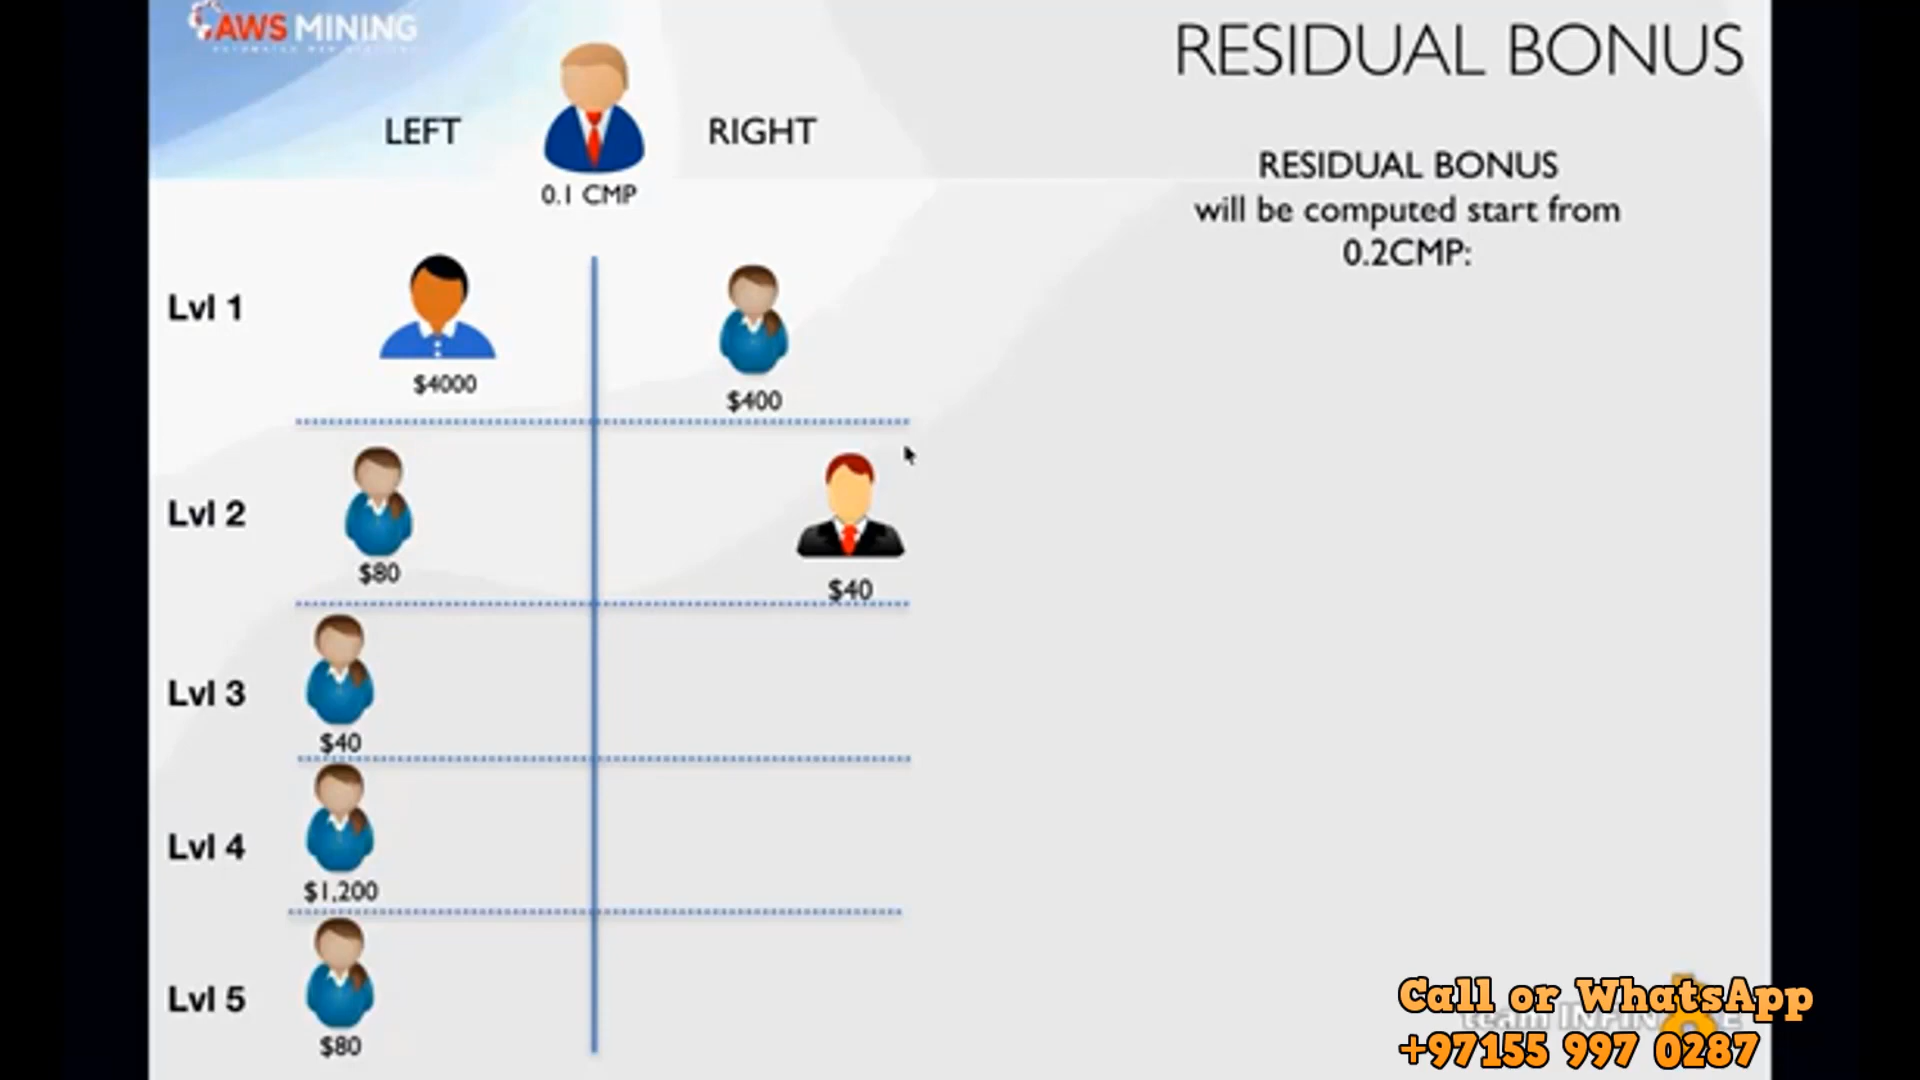 AWS MINING
RESIDUAL BONUS
LEFT
RIGHT
0.1 CMP
RESIDUAL BONUS
will be computed start from
0.2CMP:
Lvl 1
$4000
$400
Lvl 2
$80
$40
Lvl 3
$40
Lvl 4
$1,200
Lvl 5
$80
Call or WhatsApp
+97155 997 0287